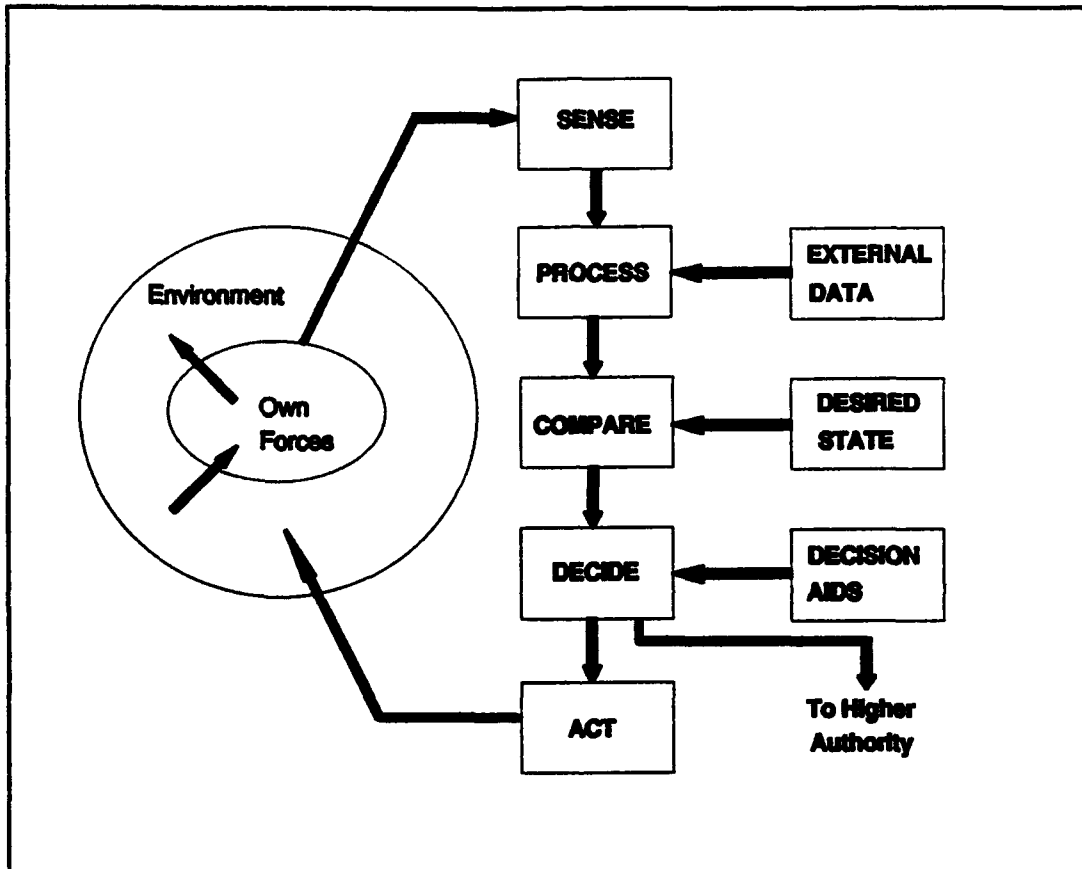 SENSE
PROCESS
EXTERNAL
DATA
Environment
COMPARE
DESIRED
STATE
Own
Forces
DECIDE
DECISION
AIDS
ACT
To Higher
Authority